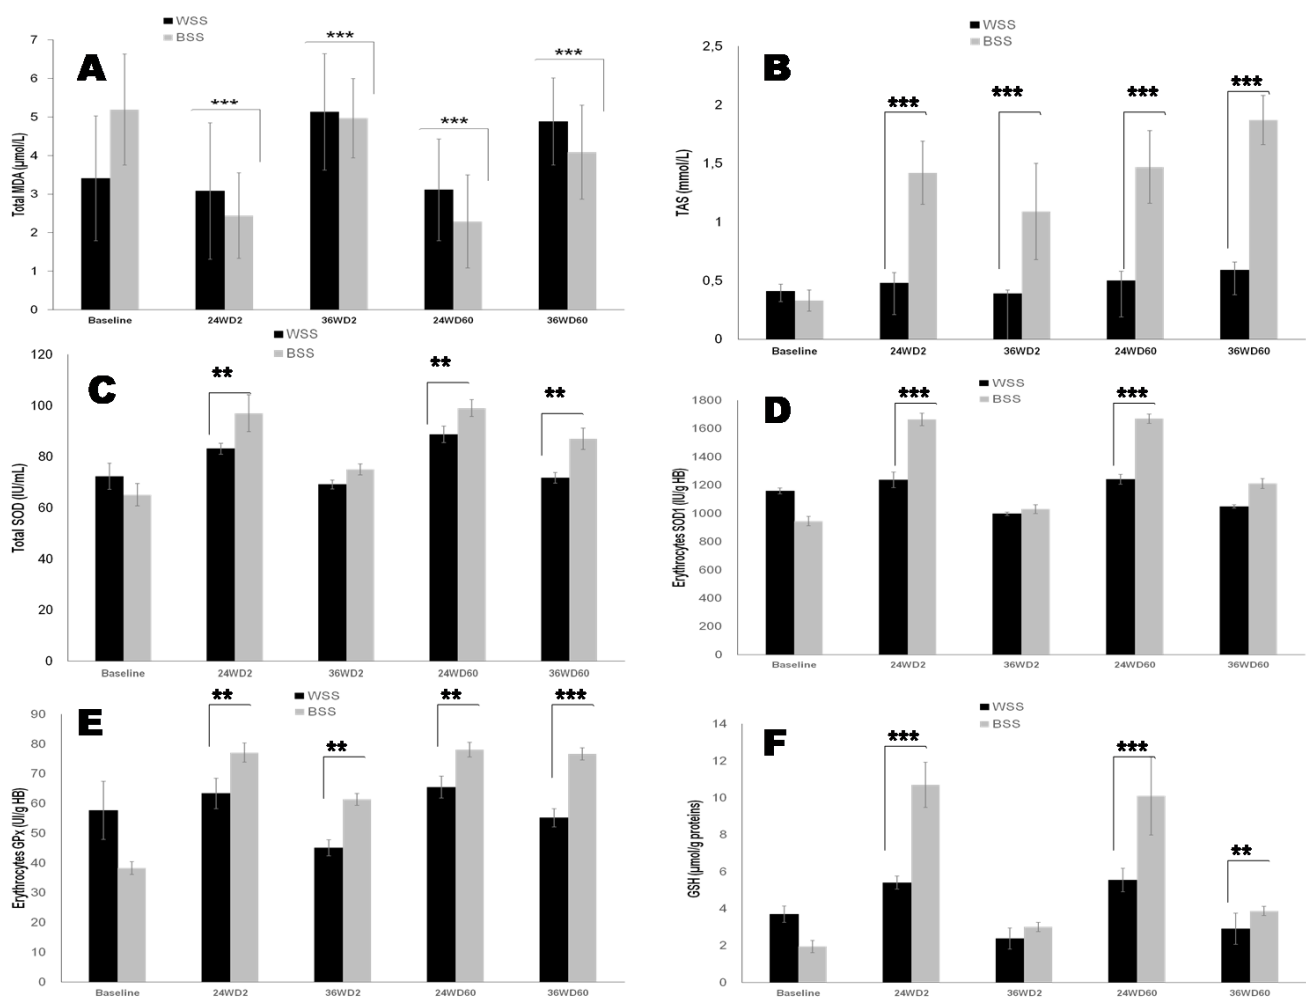 WSS
BSS
A
Total MDA (µmol/L)
7
6
5
4
3
2
1
0
***
***
***
***
Baseline
24WD2
36WD2
24WD60
36WD60
WSS
BSS
B
TAS (mmol/L)
2,5
2
1,5
1
0,5
0
***
***
***
***
Baseline
24WD2
36WD2
24WD60
36WD60
WSS
BSS
C
Total SOD (IU/mL)
120
100
80
60
40
20
0
**
**
**
Baseline
24WD2
36WD2
24WD60
36WD60
WSS
BSS
D
Erythrocytes SOD1 (IU/g HB)
1800
1600
1400
1200
1000
800
600
400
200
0
***
***
Baseline
24WD2
36WD2
24WD60
36WD60
WSS
BSS
E
Erythrocytes GPx (UI/g HB)
90
80
70
60
50
40
30
20
10
0
**
**
**
***
Baseline
24WD2
36WD2
24WD60
36WD60
WSS
BSS
F
GSH (µmol/g proteins)
14
12
10
8
6
4
2
0
***
***
**
Baseline
24WD2
36WD2
24WD60
36WD60